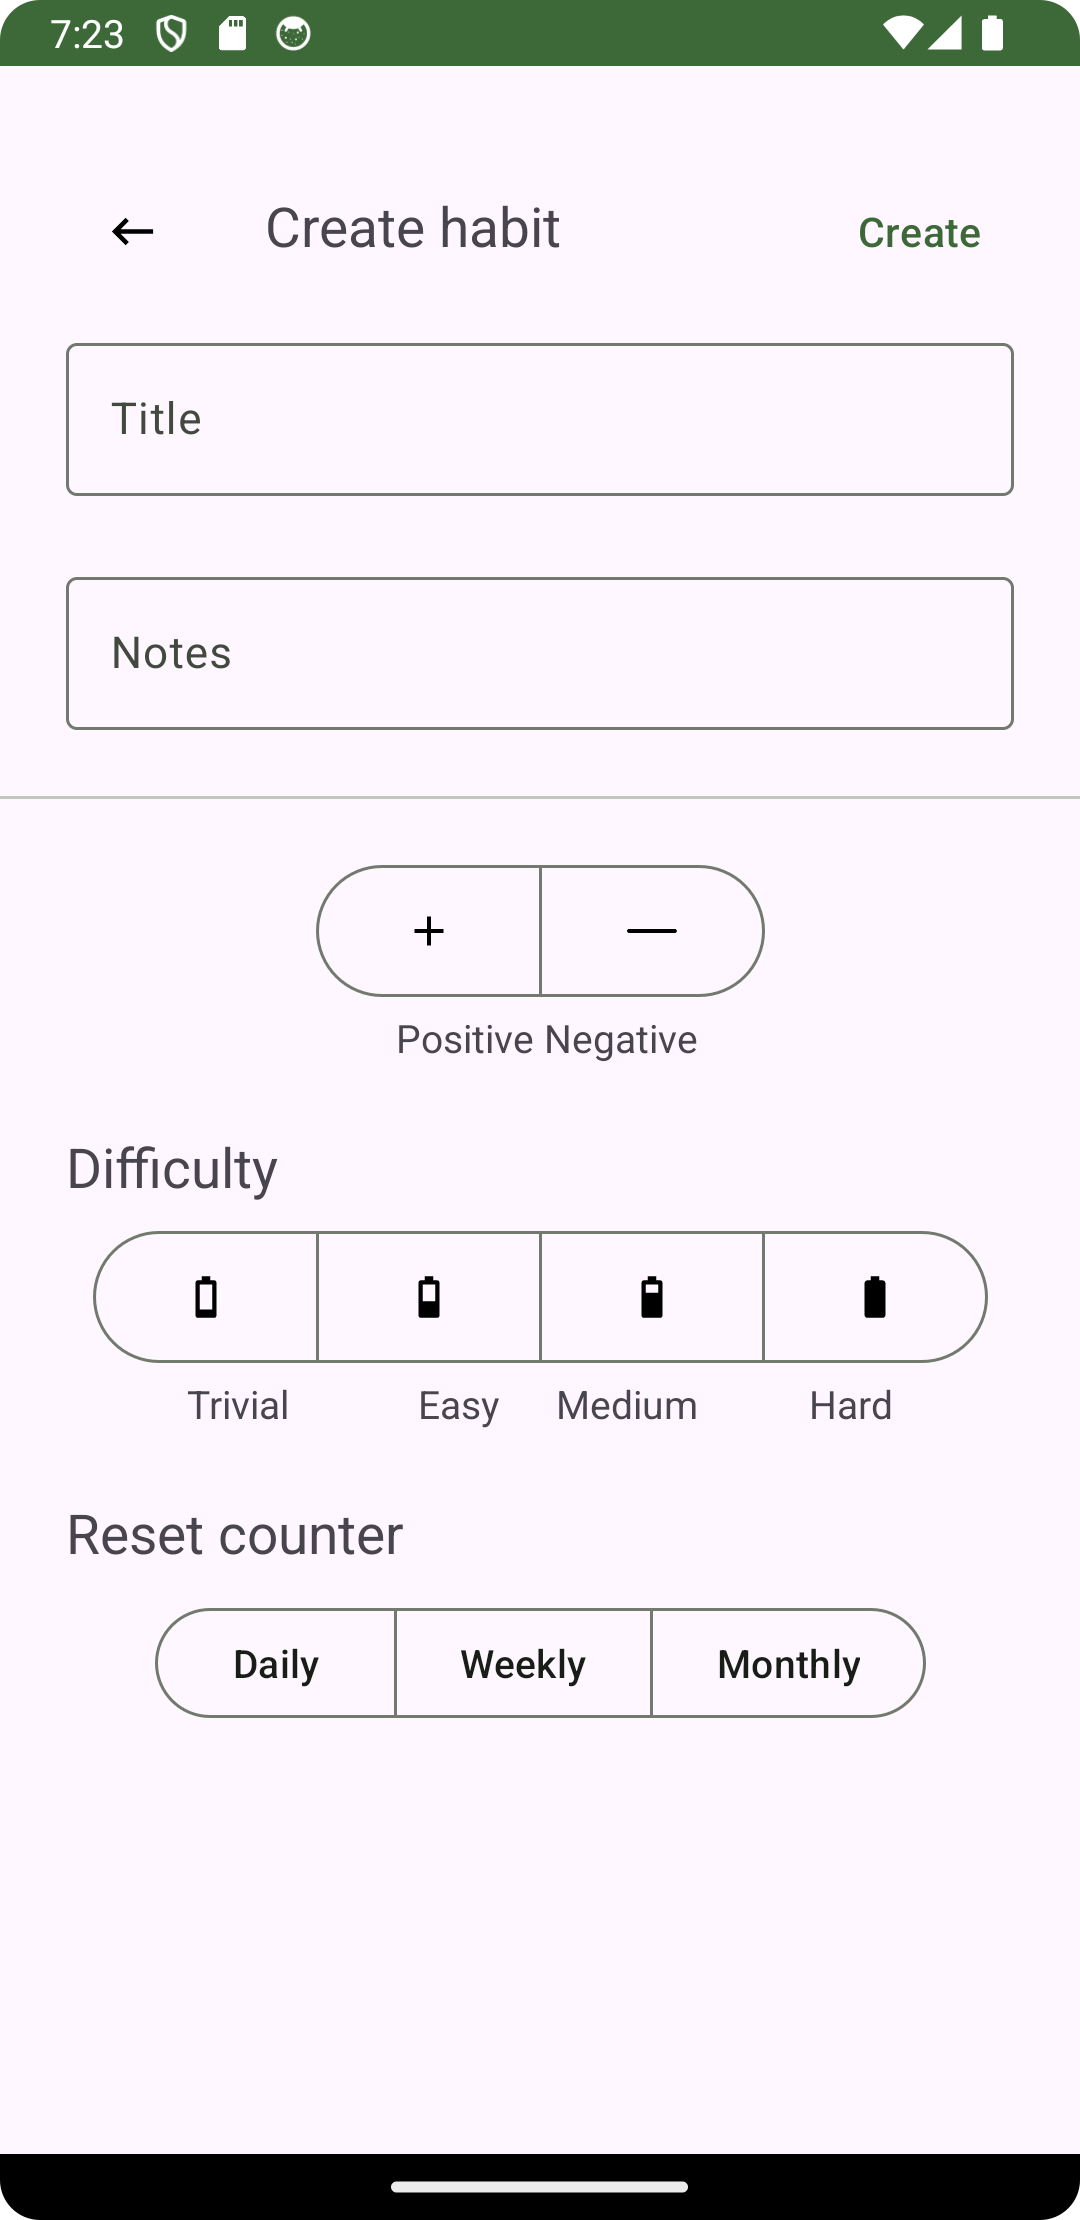 7:23
Create habit
Create
Title
Notes
Positive Negative
Difficulty
Trivial Easy Medium Hard
Reset counter
Daily Weekly Monthly